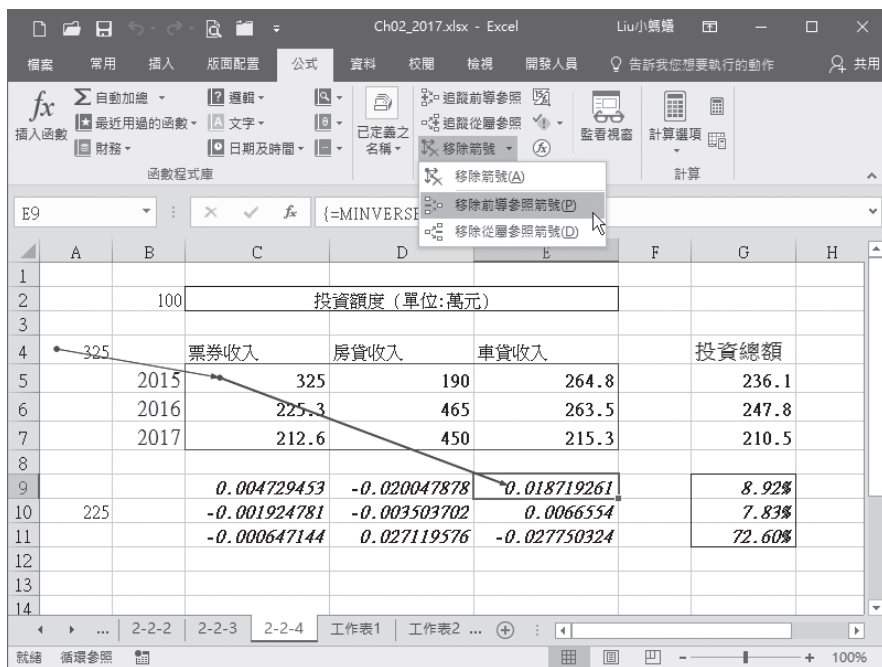 Ch02_2017.xlsx - Excel
Liu小螞蟻
檔案 常用 插入 版面配置 公式 資料 校閱 檢視 開發人員 告訴我您想要執行的動作 共用
fx 插入函數
Σ 自動加總
最近用過的函數
財務
邏輯
文字
日期及時間
函數程式庫
已定義之名稱
追蹤前導參照
追蹤從屬參照
移除箭號
監看視窗
計算選項
計算
移除箭號(A)
移除前導參照箭號(P)
移除從屬參照箭號(D)
E9 fx {=MINVERSE
A B C D E F G H
1
2 100 投資額度（單位:萬元）
3
4 325 票券收入 房貸收入 車貸收入 投資總額
5 2015 325 190 264.8 236.1
6 2016 225.3 465 263.5 247.8
7 2017 212.6 450 215.3 210.5
8
9 0.004729453 -0.020047878 0.018719261 8.92%
10 225 -0.001924781 -0.003503702 0.0066554 7.83%
11 -0.000647144 0.027119576 -0.027750324 72.60%
12
13
14
... 2-2-2 2-2-3 2-2-4 工作表1 工作表2 ...
就緒 循環參照 100%